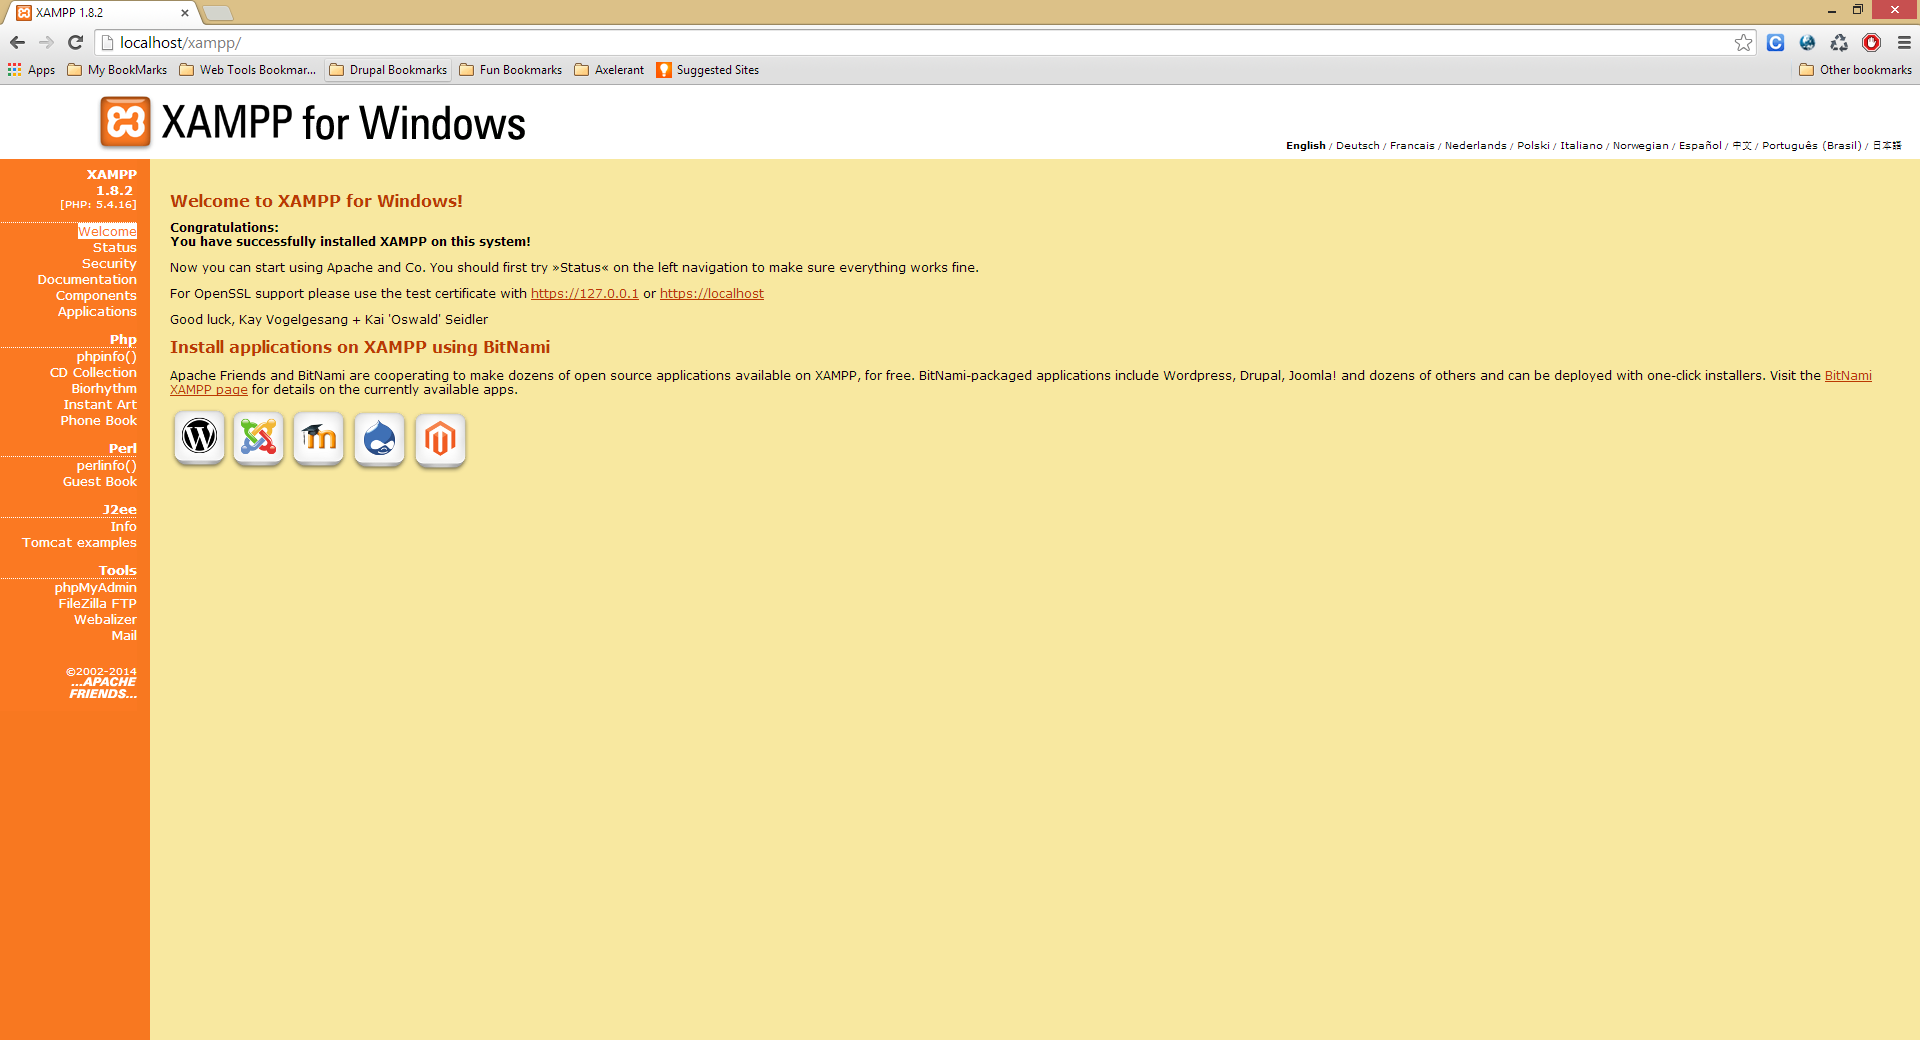 XAMPP 1.8.2
localhost/xampp/
Apps My BookMarks Web Tools Bookmar... Drupal Bookmarks Fun Bookmarks Axelerant Suggested Sites Other bookmarks
XAMPP for Windows
English / Deutsch / Francais / Nederlands / Polski / Italiano / Norwegian / Español / 中文 / Português (Brasil) / 日本語
XAMPP
1.8.2
[PHP: 5.4.16]
Welcome
Status
Security
Documentation
Components
Applications
Php
phpinfo()
CD Collection
Biorhythm
Instant Art
Phone Book
Perl
perlinfo()
Guest Book
J2ee
Info
Tomcat examples
Tools
phpMyAdmin
FileZilla FTP
Webalizer
Mail
©2002-2014
...APACHE
FRIENDS...
Welcome to XAMPP for Windows!
Congratulations:
You have successfully installed XAMPP on this system!
Now you can start using Apache and Co. You should first try »Status« on the left navigation to make sure everything works fine.
For OpenSSL support please use the test certificate with https://127.0.0.1 or https://localhost
Good luck, Kay Vogelgesang + Kai 'Oswald' Seidler
Install applications on XAMPP using BitNami
Apache Friends and BitNami are cooperating to make dozens of open source applications available on XAMPP, for free. BitNami-packaged applications include Wordpress, Drupal, Joomla! and dozens of others and can be deployed with one-click installers. Visit the BitNami
XAMPP page for details on the currently available apps.